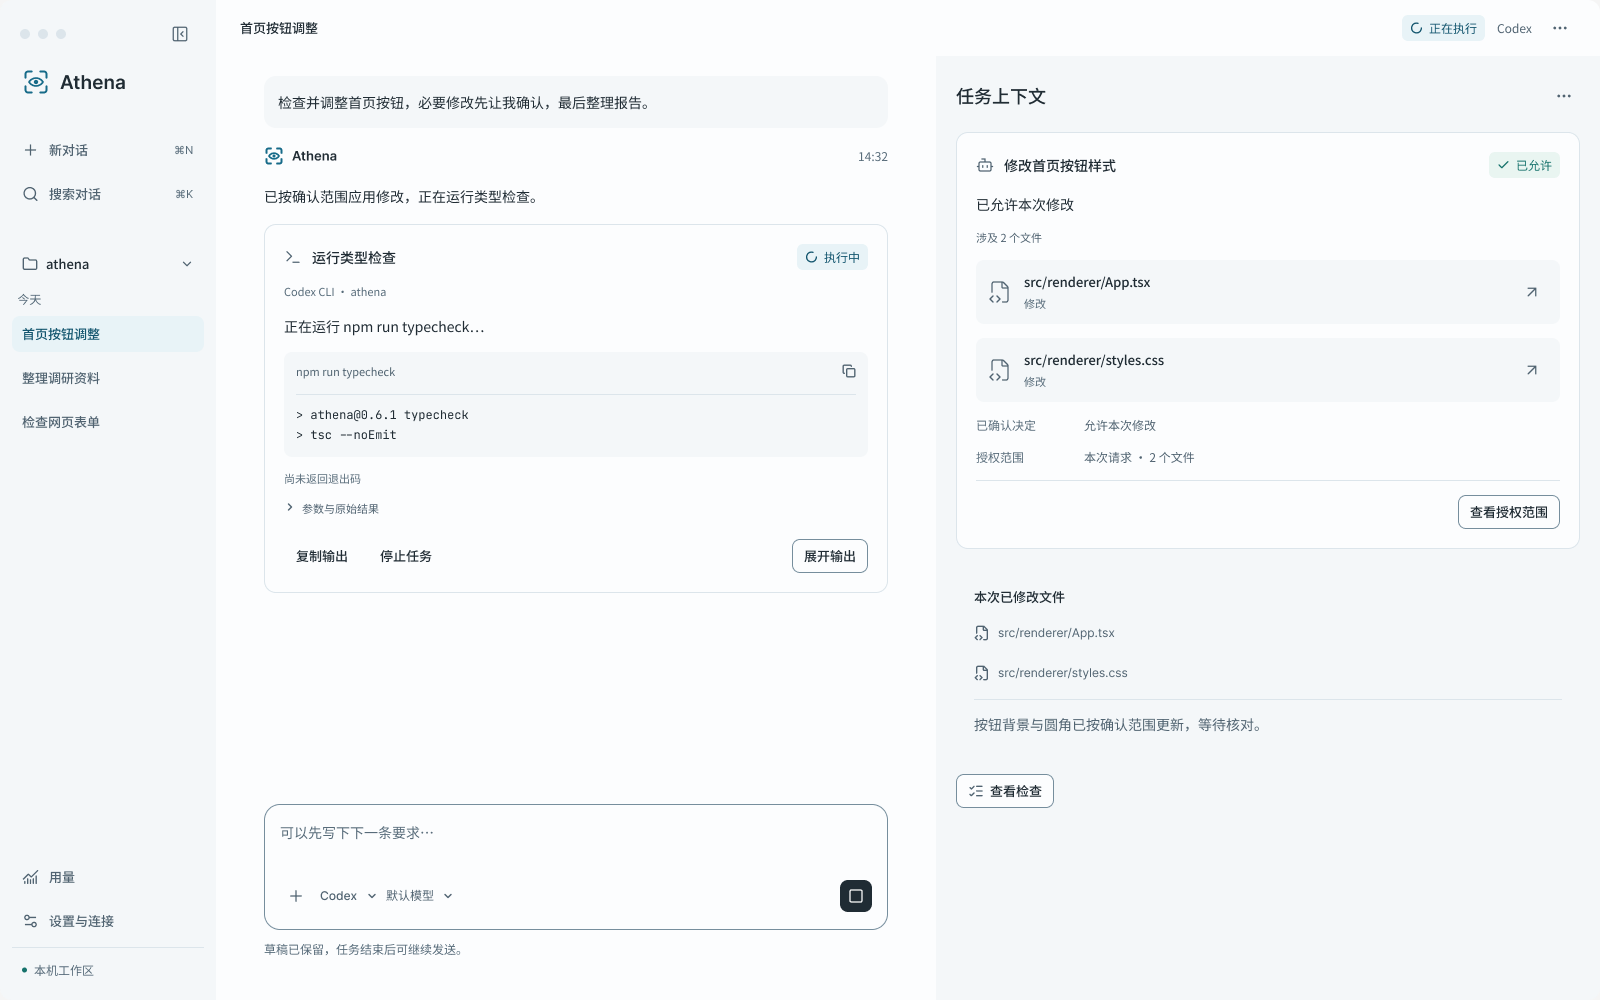 Athena
新对话 ⌘N
搜索对话 ⌘K
athena
今天
首页按钮调整
整理调研资料
检查网页表单
用量
设置与连接
本机工作区
首页按钮调整
正在执行 Codex
检查并调整首页按钮，必要修改先让我确认，最后整理报告。
Athena 14:32
已按确认范围应用修改，正在运行类型检查。
运行类型检查 执行中
Codex CLI • athena
正在运行 npm run typecheck…
npm run typecheck
> athena@0.6.1 typecheck
> tsc --noEmit
尚未返回退出码
参数与原始结果
复制输出 停止任务 展开输出
可以先写下下一条要求…
Codex 默认模型
草稿已保留，任务结束后可继续发送。
任务上下文
修改首页按钮样式 已允许
已允许本次修改
涉及 2 个文件
src/renderer/App.tsx
修改
src/renderer/styles.css
修改
已确认决定 允许本次修改
授权范围 本次请求 • 2 个文件
查看授权范围
本次已修改文件
src/renderer/App.tsx
src/renderer/styles.css
按钮背景与圆角已按确认范围更新，等待核对。
查看检查